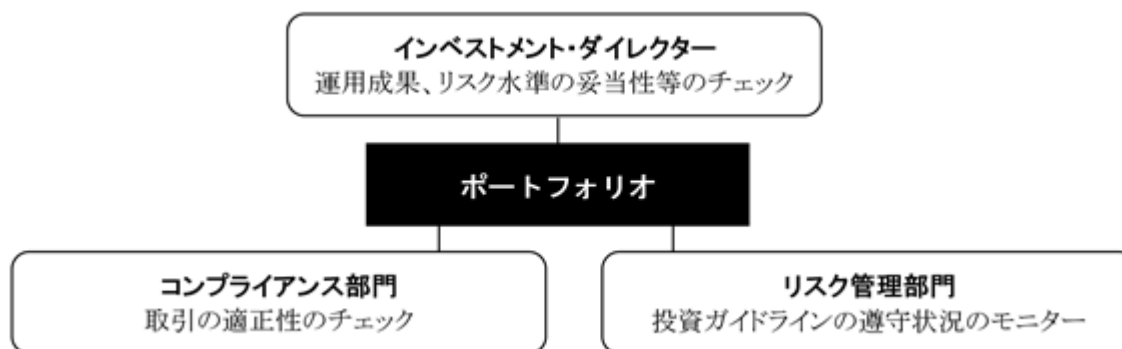 インベストメント・ダイレクター
運用成果、リスク水準の妥当性等のチェック
ポートフォリオ
コンプライアンス部門
取引の適正性のチェック
リスク管理部門
投資ガイドラインの遵守状況のモニター